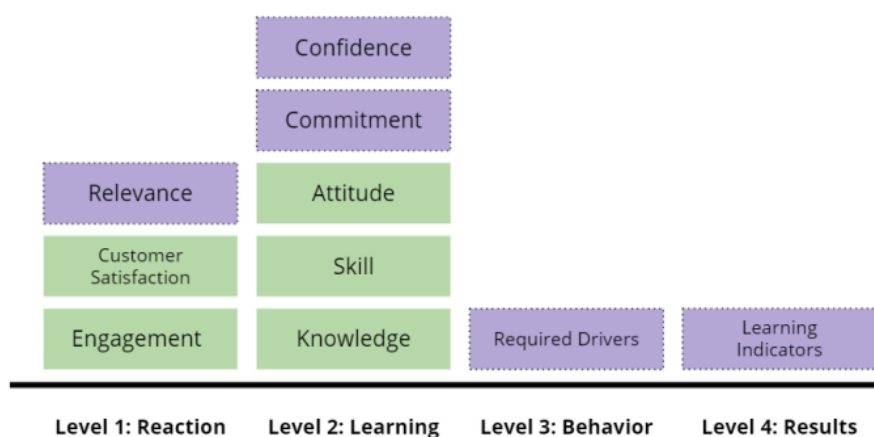 Confidence
Commitment
Relevance
Attitude
Customer
Satisfaction
Skill
Engagement
Knowledge
Required Drivers
Learning
Indicators
Level 1: Reaction
Level 2: Learning
Level 3: Behavior
Level 4: Results